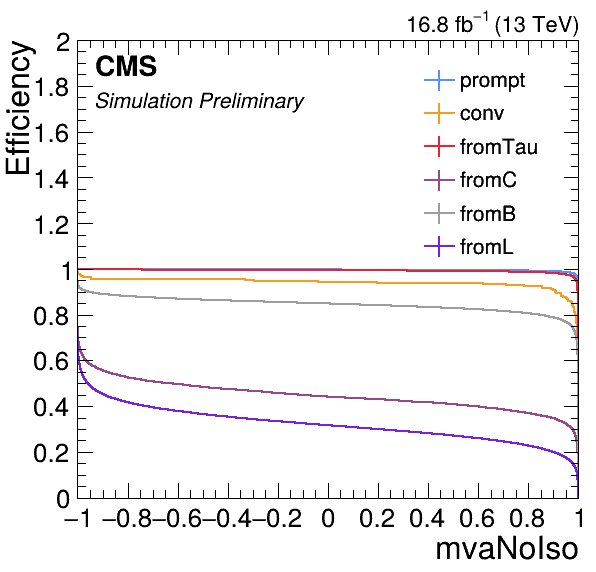 16.8 fb⁻¹ (13 TeV)
CMS
Simulation Preliminary
prompt
conv
fromTau
fromC
fromB
fromL
Efficiency
2
1.8
1.6
1.4
1.2
1
0.8
0.6
0.4
0.2
0
−1 −0.8 −0.6 −0.4 −0.2 0 0.2 0.4 0.6 0.8 1
mvaNoIso